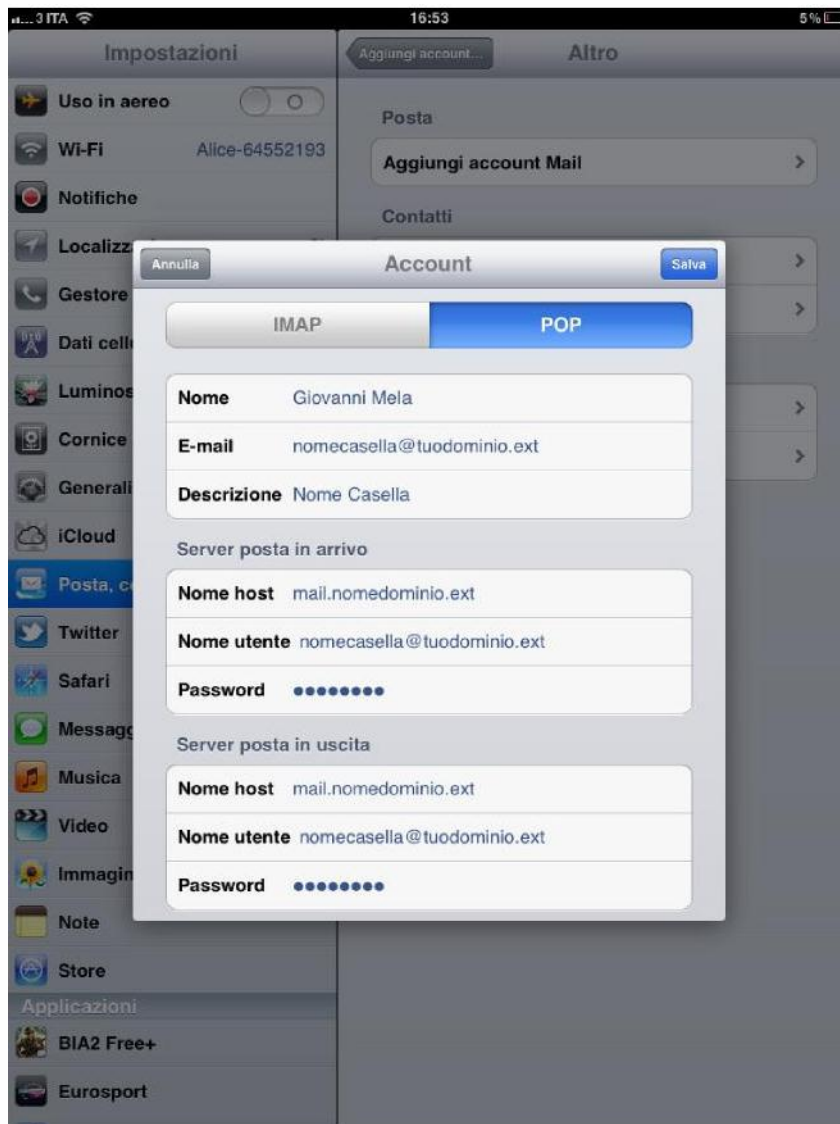 3 ITA 16:53 5%
Impostazioni
Aggiungi account... Altro
Uso in aereo
Wi-Fi Alice-64552193
Notifiche
Localizz
Gestore
Dati cell
Luminos
Cornice
Generali
iCloud
Posta, c
Twitter
Safari
Messagg
Musica
Video
Immagin
Note
Store
Applicazioni
BIA2 Free+
Eurosport
Posta
Aggiungi account Mail
Contatti
Annulla Account Salva
IMAP POP
Nome Giovanni Mela
E-mail nomecasella@tuodominio.ext
Descrizione Nome Casella
Server posta in arrivo
Nome host mail.nomedominio.ext
Nome utente nomecasella@tuodominio.ext
Password ●●●●●●●●
Server posta in uscita
Nome host mail.nomedominio.ext
Nome utente nomecasella@tuodominio.ext
Password ●●●●●●●●